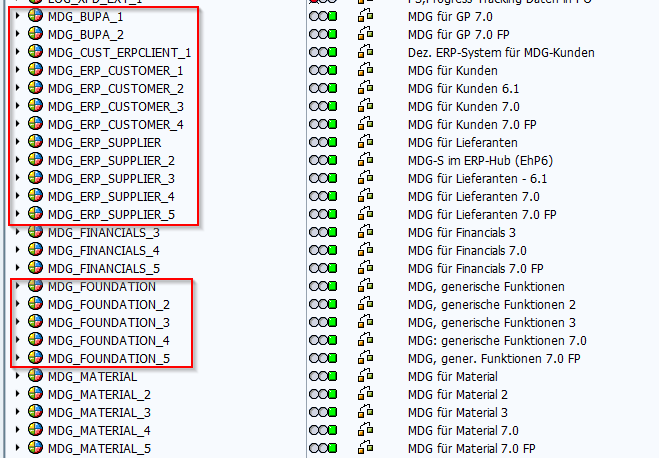 MDG_BUPA_1 MDG für GP 7.0
MDG_BUPA_2 MDG für GP 7.0 FP
MDG_CUST_ERPCLIENT_1 Dez. ERP-System für MDG-Kunden
MDG_ERP_CUSTOMER_1 MDG für Kunden
MDG_ERP_CUSTOMER_2 MDG für Kunden 6.1
MDG_ERP_CUSTOMER_3 MDG für Kunden 7.0
MDG_ERP_CUSTOMER_4 MDG für Kunden 7.0 FP
MDG_ERP_SUPPLIER MDG für Lieferanten
MDG_ERP_SUPPLIER_2 MDG-S im ERP-Hub (EhP6)
MDG_ERP_SUPPLIER_3 MDG für Lieferanten - 6.1
MDG_ERP_SUPPLIER_4 MDG für Lieferanten 7.0
MDG_ERP_SUPPLIER_5 MDG für Lieferanten 7.0 FP
MDG_FINANCIALS_3 MDG für Financials 3
MDG_FINANCIALS_4 MDG für Financials 7.0
MDG_FINANCIALS_5 MDG für Financials 7.0 FP
MDG_FOUNDATION MDG, generische Funktionen
MDG_FOUNDATION_2 MDG, generische Funktionen 2
MDG_FOUNDATION_3 MDG, generische Funktionen 3
MDG_FOUNDATION_4 MDG: generische Funktionen 7.0
MDG_FOUNDATION_5 MDG, gener. Funktionen 7.0 FP
MDG_MATERIAL MDG für Material
MDG_MATERIAL_2 MDG für Material 2
MDG_MATERIAL_3 MDG für Material 3
MDG_MATERIAL_4 MDG für Material 7.0
MDG_MATERIAL_5 MDG für Material 7.0 FP